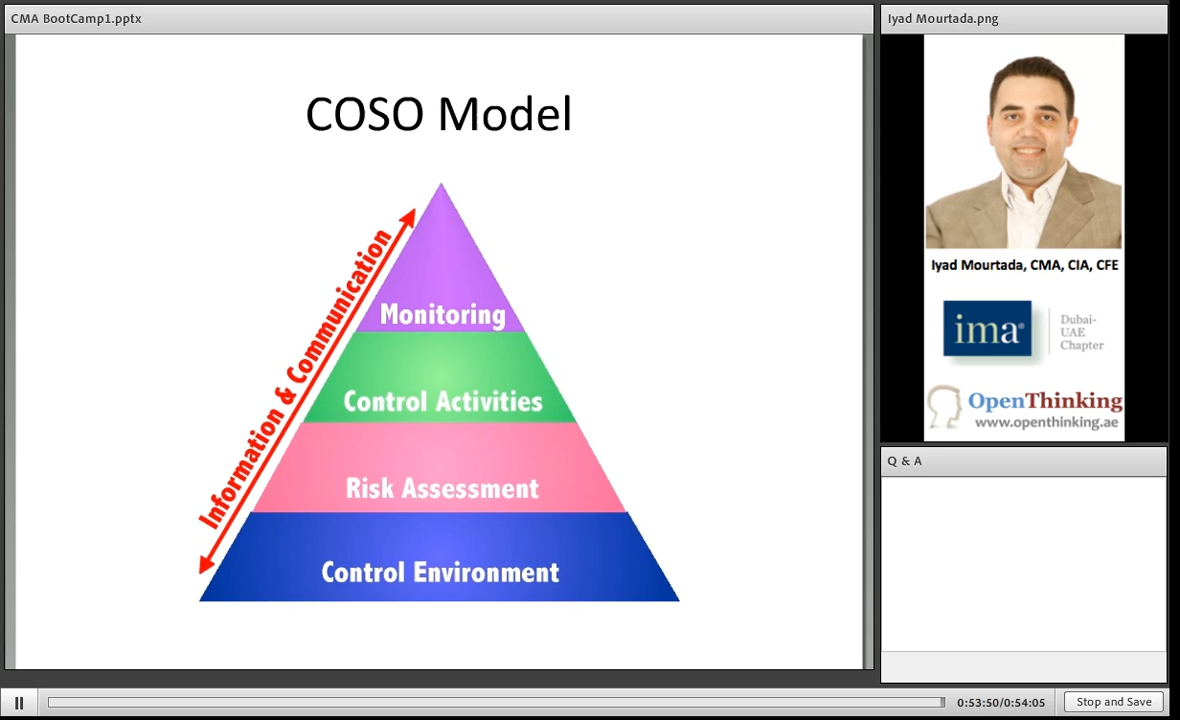 CMA BootCamp1.pptx
COSO Model
Information & Communication
Monitoring
Control Activities
Risk Assessment
Control Environment
Iyad Mourtada.png
Iyad Mourtada, CMA, CIA, CFE
ima®
Dubai-
UAE
Chapter
OpenThinking
www.openthinking.ae
Q & A
0:53:50/0:54:05
Stop and Save